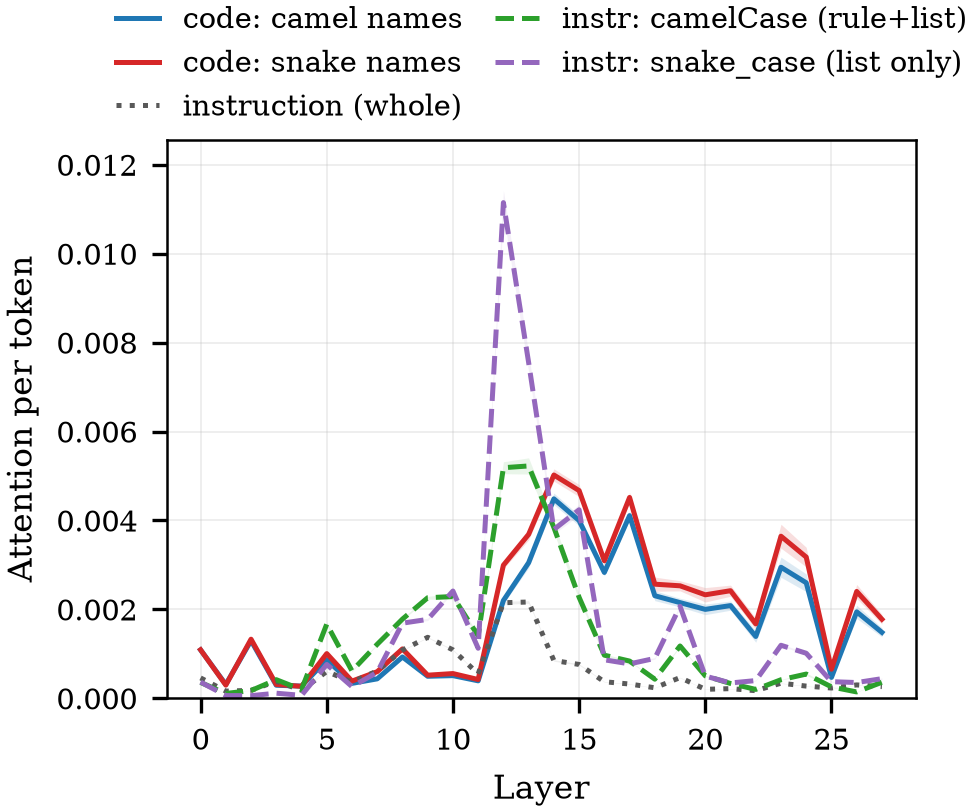 code: camel names
code: snake names
instruction (whole)
instr: camelCase (rule+list)
instr: snake_case (list only)
0.012
0.010
0.008
0.006
0.004
0.002
0.000
Attention per token
0 5 10 15 20 25
Layer